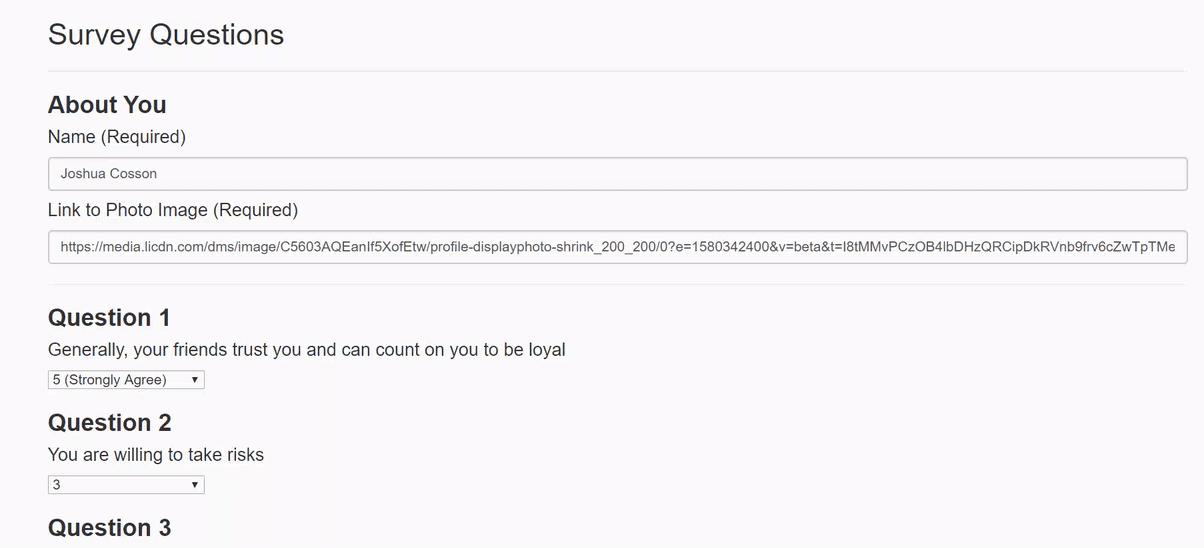 Survey Questions
About You
Name (Required)
Joshua Cosson
Link to Photo Image (Required)
https://media.licdn.com/dms/image/C5603AQEanIf5XofEtw/profile-displayphoto-shrink_200_200/0?e=1580342400&v=beta&t=I8tMMvPCzOB4lbDHzQRCipDkRVnb9frv6cZwTpTMe
Question 1
Generally, your friends trust you and can count on you to be loyal
5 (Strongly Agree)
Question 2
You are willing to take risks
3
Question 3